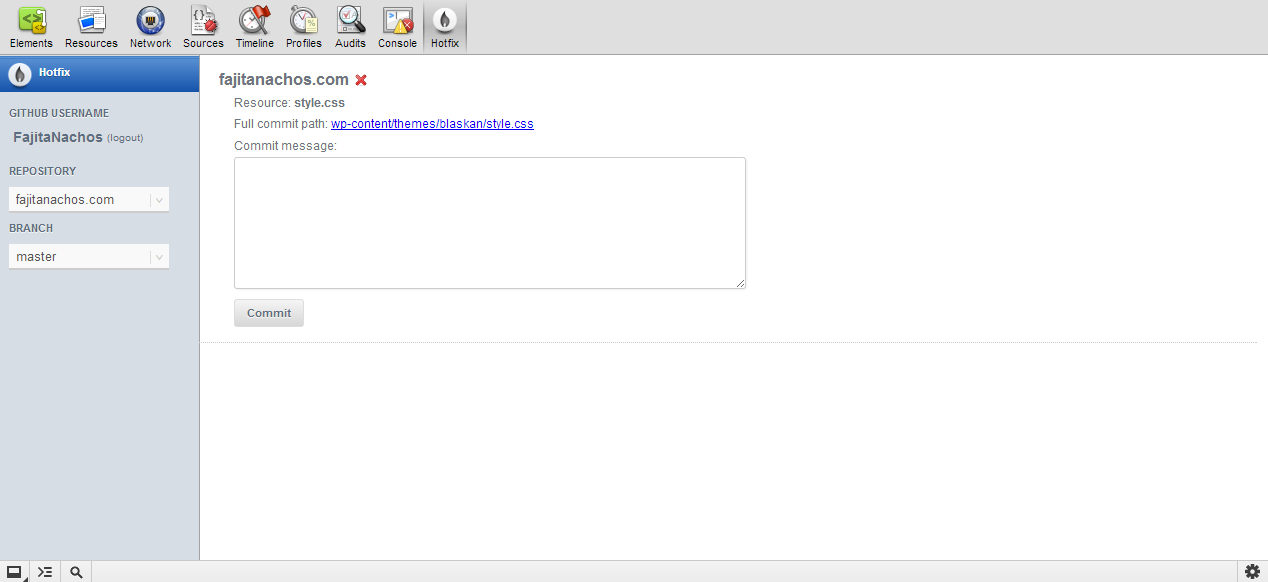 Elements Resources Network Sources Timeline Profiles Audits Console Hotfix
Hotfix
GITHUB USERNAME
FajitaNachos (logout)
REPOSITORY
fajitanachos.com
BRANCH
master
fajitanachos.com
Resource: style.css
Full commit path: wp-content/themes/blaskan/style.css
Commit message:
Commit